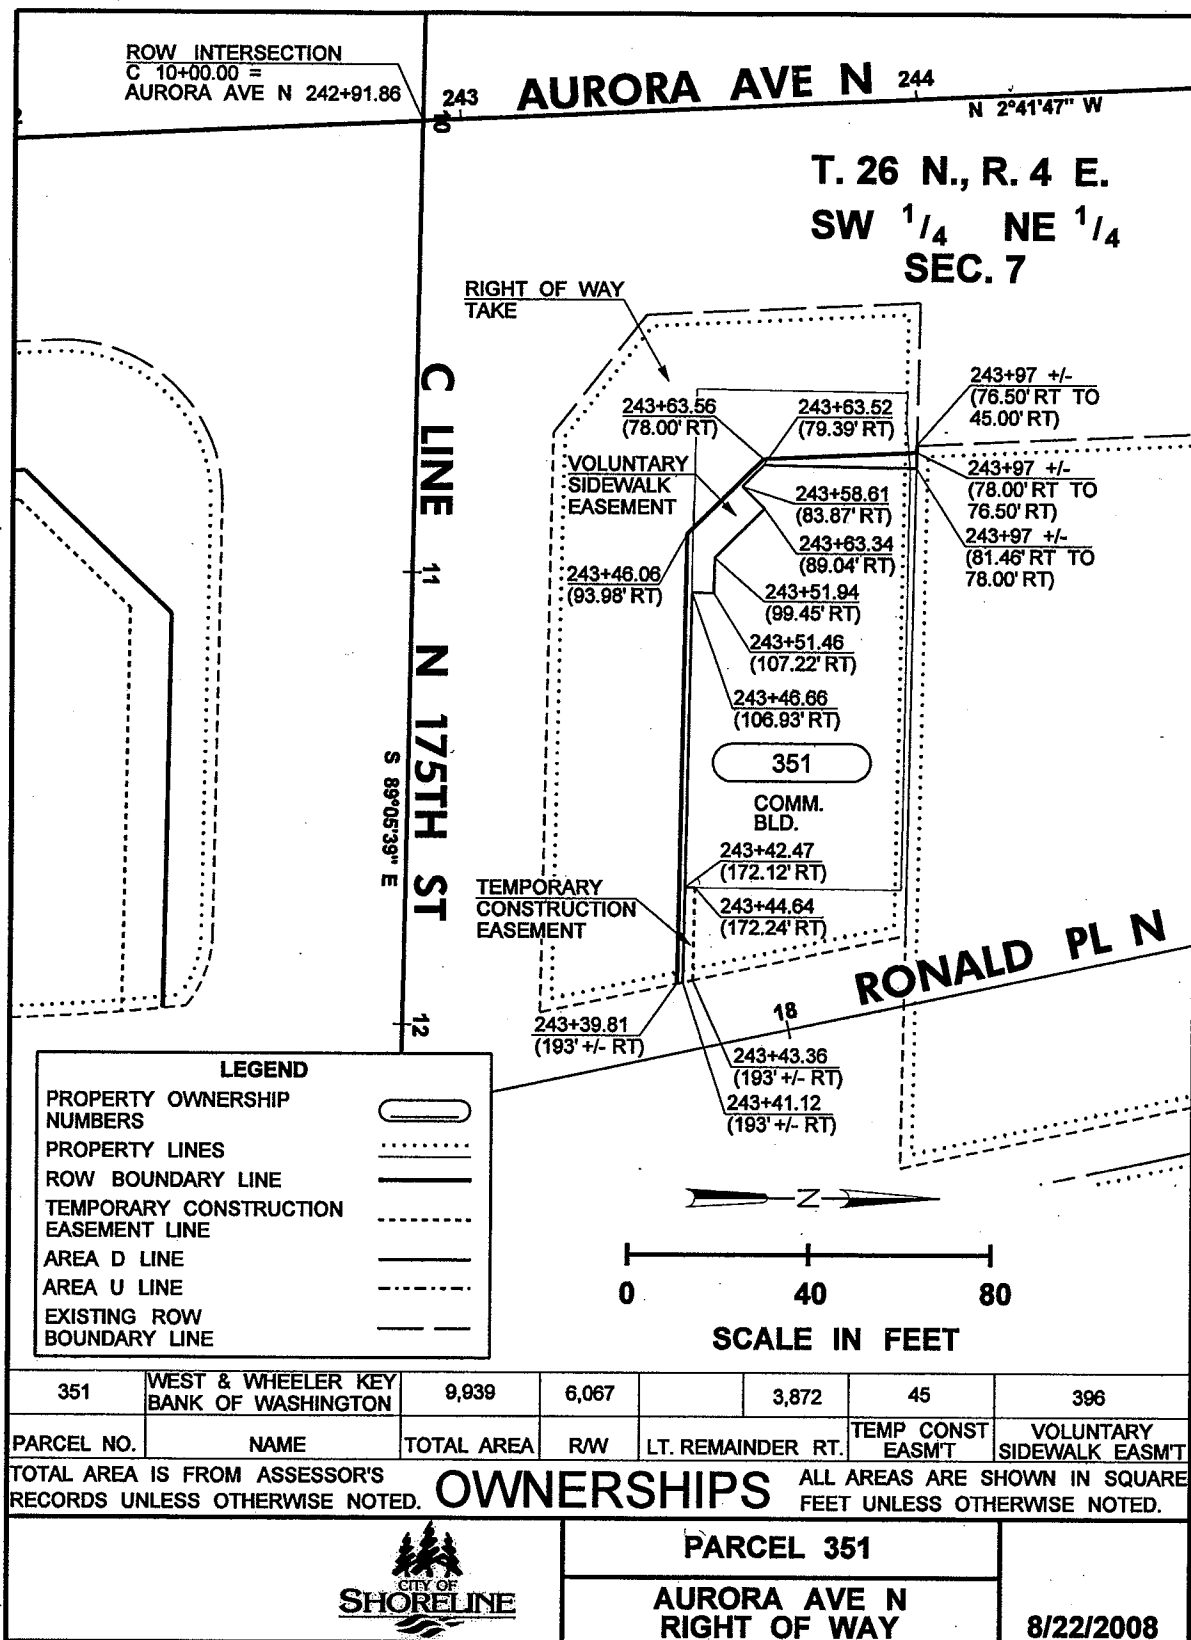 ROW INTERSECTION
C 10+00.00 =
AURORA AVE N 242+91.86
243
AURORA AVE N
244
N 2°41'47" W
2
10
T. 26 N., R. 4 E.
SW 1/4 NE 1/4
SEC. 7
RIGHT OF WAY
TAKE
C LINE
11
N 175TH ST
S 89°05'39" E
12
243+63.56
(78.00' RT)
243+63.52
(79.39' RT)
243+97 +/-
(76.50' RT TO
45.00' RT)
VOLUNTARY
SIDEWALK
EASEMENT
243+58.61
(83.87' RT)
243+97 +/-
(78.00' RT TO
76.50' RT)
243+63.34
(89.04' RT)
243+97 +/-
(81.46' RT TO
78.00' RT)
243+46.06
(93.98' RT)
243+51.94
(99.45' RT)
243+51.46
(107.22' RT)
243+46.66
(106.93' RT)
351
COMM.
BLD.
243+42.47
(172.12' RT)
TEMPORARY
CONSTRUCTION
EASEMENT
243+44.64
(172.24' RT)
RONALD PL N
18
243+39.81
(193' +/- RT)
243+43.36
(193' +/- RT)
243+41.12
(193' +/- RT)
LEGEND
PROPERTY OWNERSHIP
NUMBERS
PROPERTY LINES
ROW BOUNDARY LINE
TEMPORARY CONSTRUCTION
EASEMENT LINE
AREA D LINE
AREA U LINE
EXISTING ROW
BOUNDARY LINE
N
0 40 80
SCALE IN FEET
351 WEST & WHEELER KEY BANK OF WASHINGTON 9,939 6,067 3,872 45 396
PARCEL NO. NAME TOTAL AREA R/W LT. REMAINDER RT. TEMP CONST EASM'T VOLUNTARY SIDEWALK EASM'T
TOTAL AREA IS FROM ASSESSOR'S
RECORDS UNLESS OTHERWISE NOTED.
OWNERSHIPS
ALL AREAS ARE SHOWN IN SQUARE
FEET UNLESS OTHERWISE NOTED.
CITY OF
SHORELINE
PARCEL 351
AURORA AVE N
RIGHT OF WAY
8/22/2008